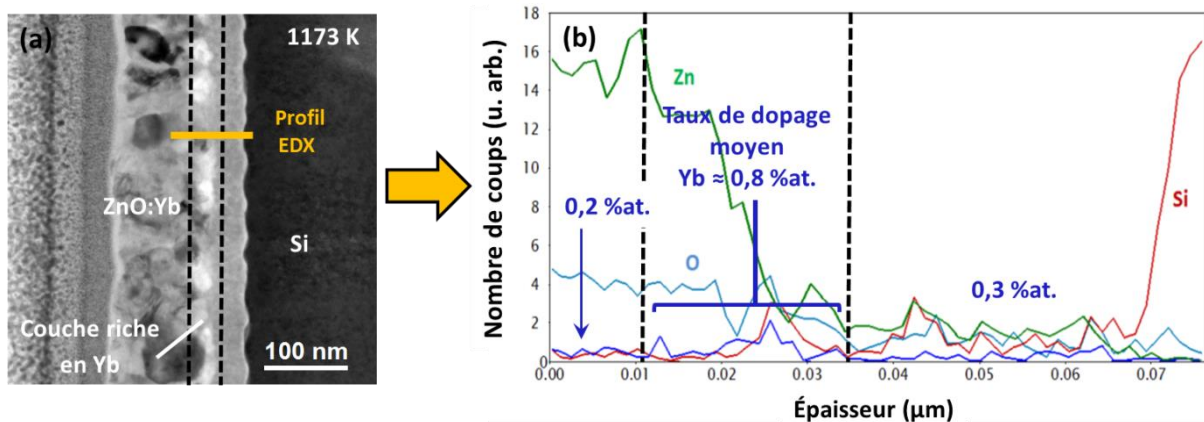 (a)
1173 K
Profil
EDX
ZnO:Yb
Si
Couche riche
en Yb
100 nm
(b)
Nombre de coups (u. arb.)
18
16
14
12
10
8
6
4
2
0
Zn
Taux de dopage
moyen
Yb ≈ 0,8 %at.
0,2 %at.
O
0,3 %at.
Si
0.00 0.01 0.02 0.03 0.04 0.05 0.06 0.07
Épaisseur (µm)